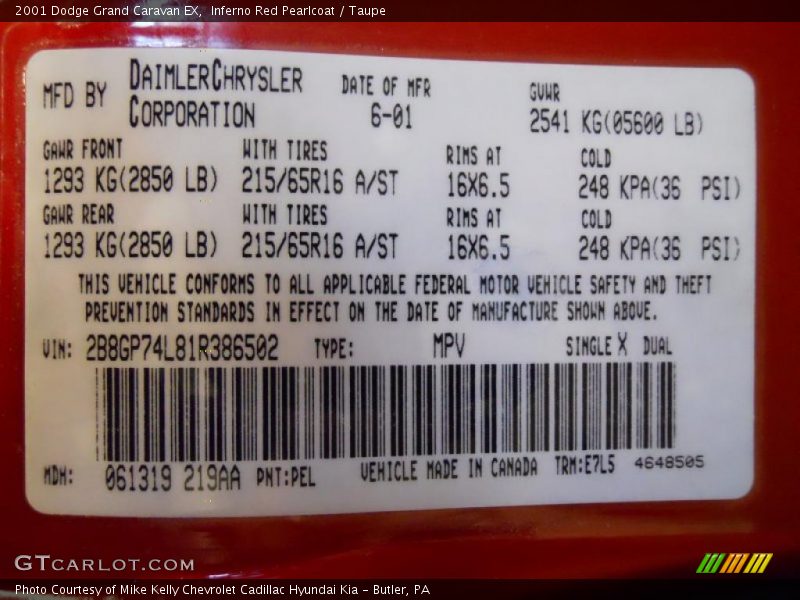 2001 Dodge Grand Caravan EX, Inferno Red Pearlcoat / Taupe
MFD BY DAIMLERCHRYSLER CORPORATION DATE OF MFR 6-01 GVWR 2541 KG(05600 LB)
GAWR FRONT WITH TIRES RIMS AT COLD
1293 KG(2850 LB) 215/65R16 A/ST 16X6.5 248 KPA(36 PSI)
GAWR REAR WITH TIRES RIMS AT COLD
1293 KG(2850 LB) 215/65R16 A/ST 16X6.5 248 KPA(36 PSI)
THIS VEHICLE CONFORMS TO ALL APPLICABLE FEDERAL MOTOR VEHICLE SAFETY AND THEFT
PREVENTION STANDARDS IN EFFECT ON THE DATE OF MANUFACTURE SHOWN ABOVE.
VIN: 2B8GP74L81R386502 TYPE: MPV SINGLE X DUAL
MDH: 061319 219AA PNT:PEL VEHICLE MADE IN CANADA TRM:E7L5 4648505
GTCARLOT.COM
Photo Courtesy of Mike Kelly Chevrolet Cadillac Hyundai Kia - Butler, PA